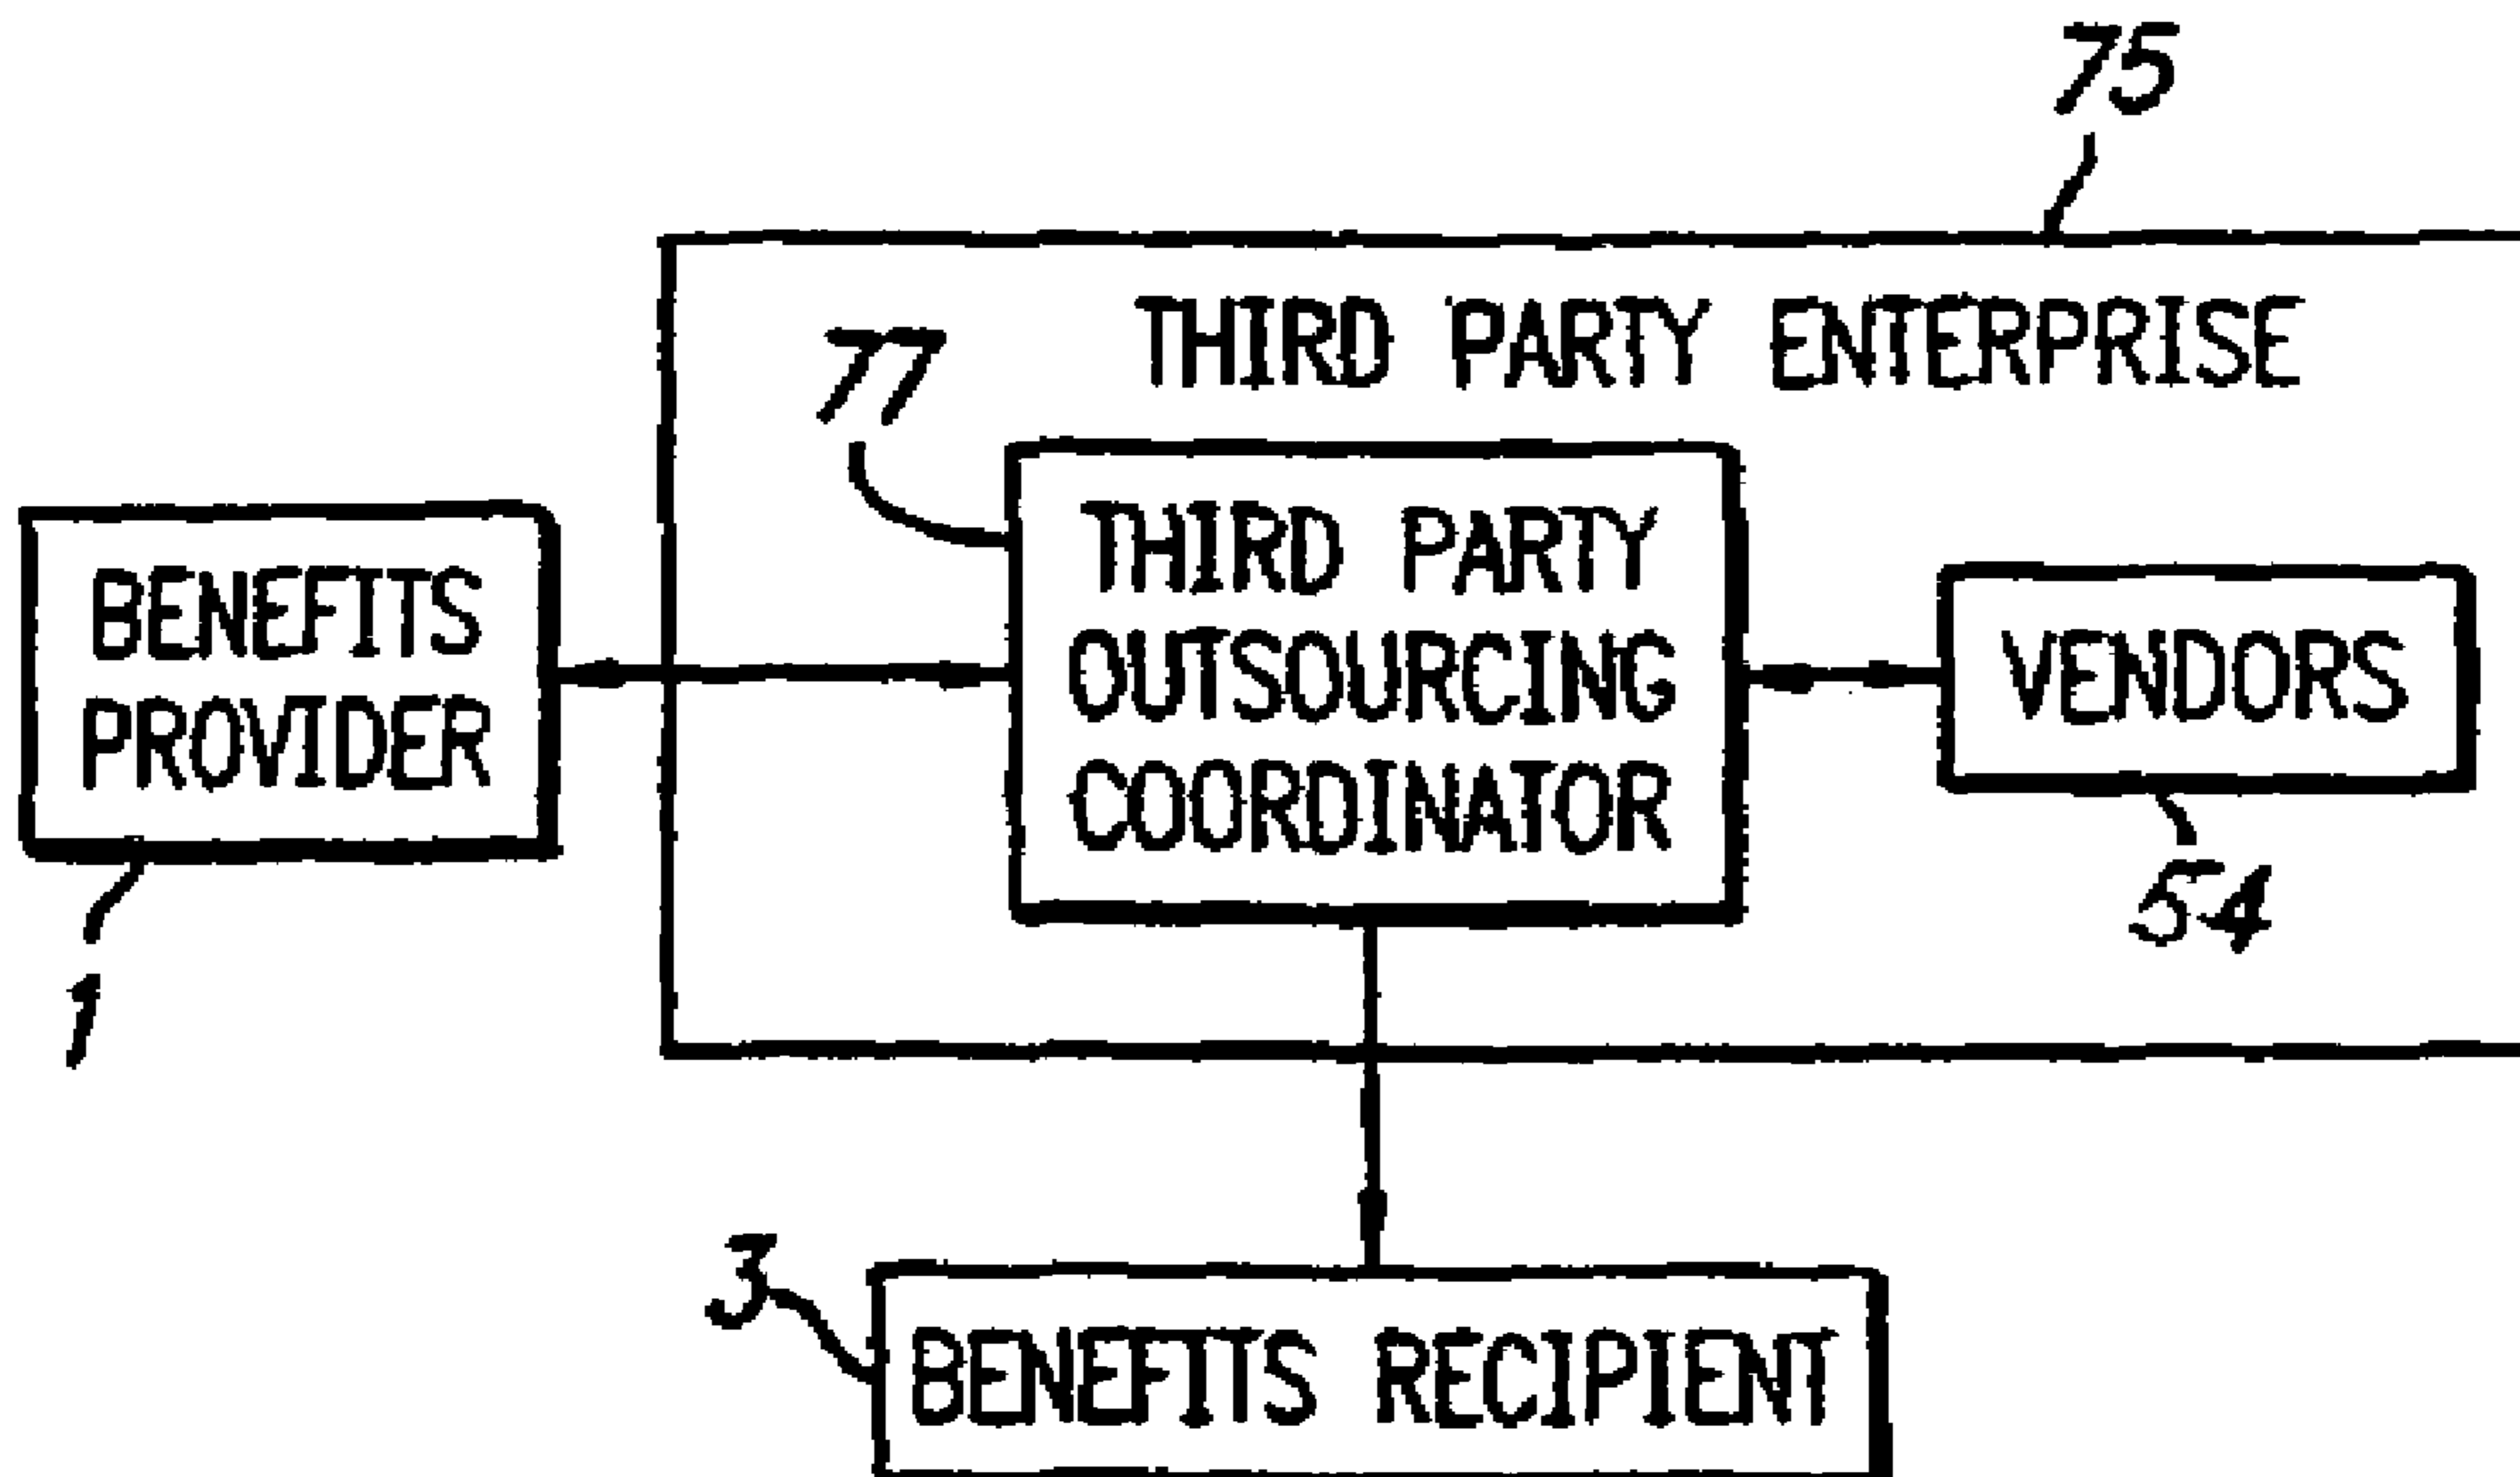 75
THIRD PARTY ENTERPRISE
77
THIRD PARTY
OUTSOURCING
COORDINATOR
BENEFITS
PROVIDER
VENDORS
54
1
3
BENEFITS RECIPIENT